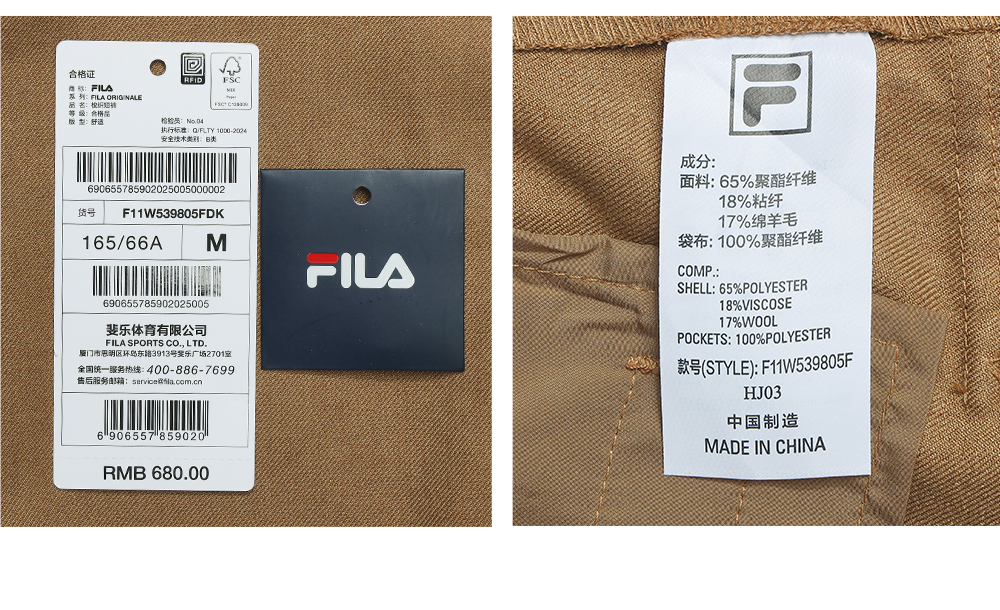 合格证
RFID
FSC
MIX
Paper
商 标: FILA
系 列: FILA ORIGINALE
品 名: 梭织短裤
等 级: 合格品
版 型: 舒适
检验员: No.04
执行标准: Q/FLTY 1000-2024
安全技术类别: B类
690655785902025005000002
货号 F11W539805FDK
165/66A M
690655785902025005
斐乐体育有限公司
FILA SPORTS CO., LTD.
厦门市思明区环岛东路3913号斐乐广场2701室
全国统一服务热线: 400-886-7699
售后服务邮箱: service@fila.com.cn
6 906557 859020
RMB 680.00
FILA
F
成分:
面料: 65%聚酯纤维
18%粘纤
17%绵羊毛
袋布: 100%聚酯纤维
COMP.:
SHELL: 65%POLYESTER
18%VISCOSE
17%WOOL
POCKETS: 100%POLYESTER
款号(STYLE): F11W539805F
HJ03
中国制造
MADE IN CHINA